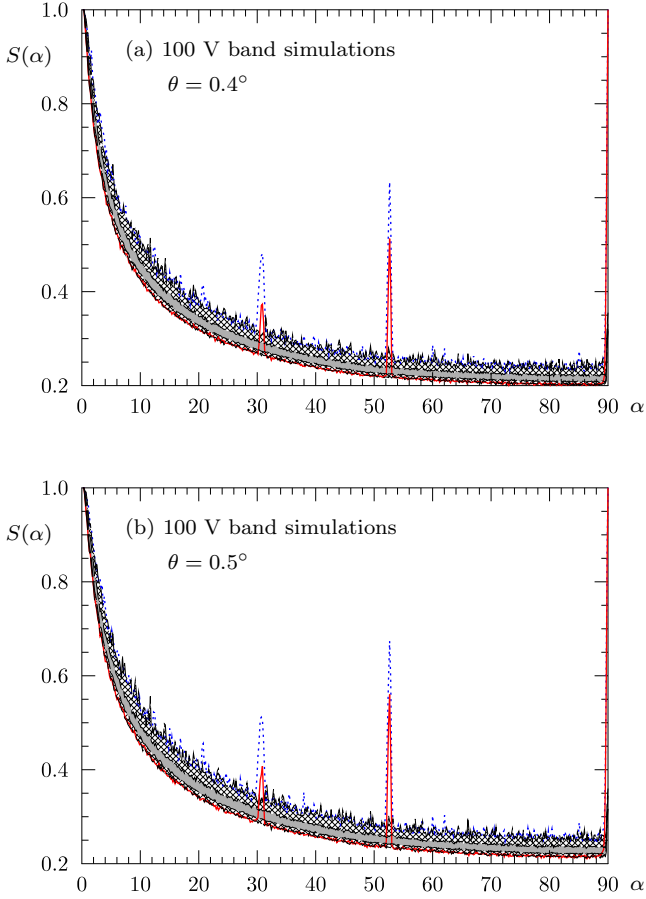 1.0
(a) 100 V band simulations
S(α)
θ = 0.4°
0.8
0.6
0.4
0.2
0 10 20 30 40 50 60 70 80 90 α
1.0
(b) 100 V band simulations
S(α)
θ = 0.5°
0.8
0.6
0.4
0.2
0 10 20 30 40 50 60 70 80 90 α